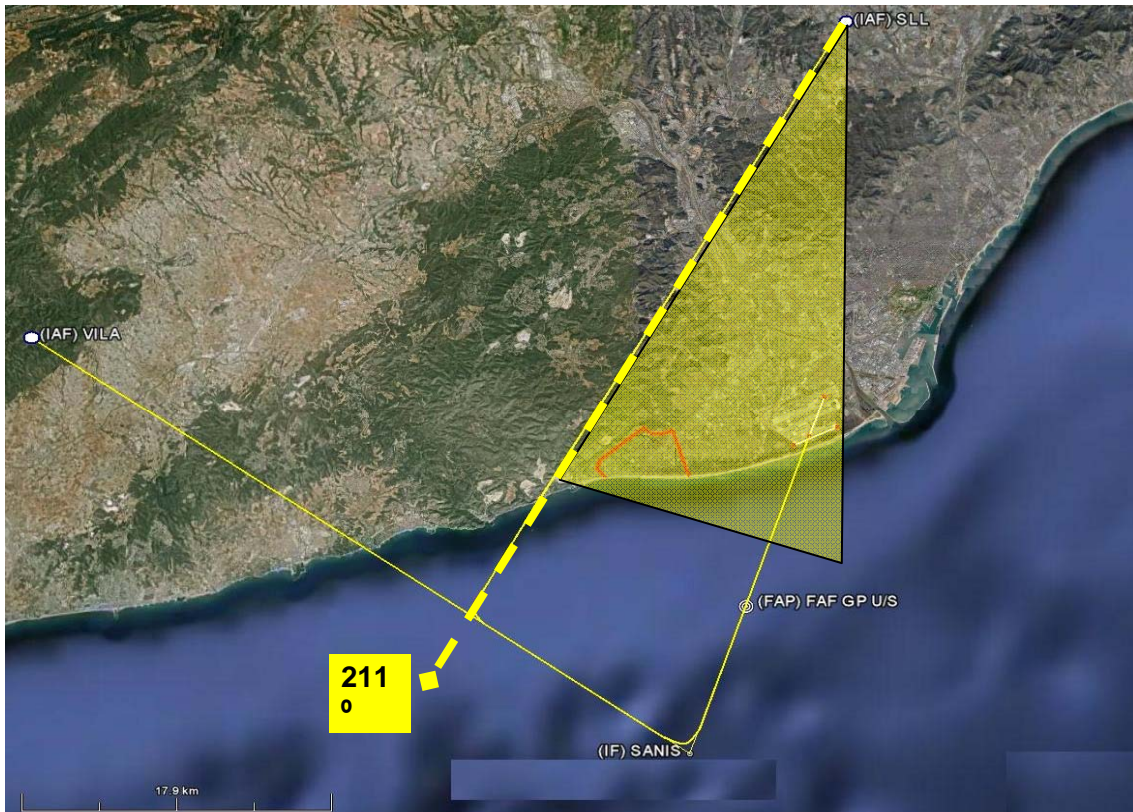 (IAF) SLL
(IAF) VILA
(FAP) FAF GP U/S
211
º
(IF) SANIS
17.9 km